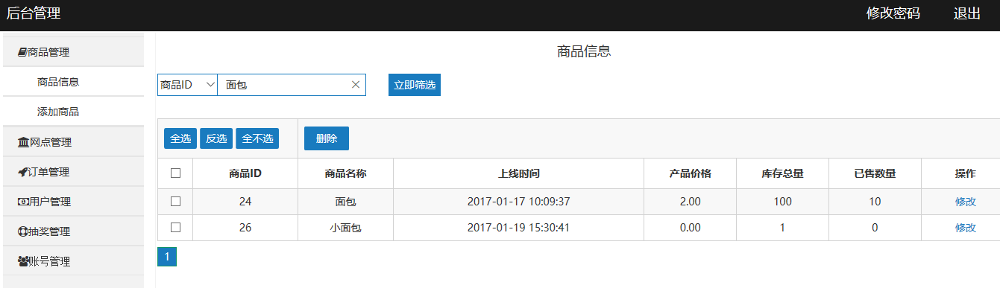 后台管理 修改密码 退出
商品管理
商品信息
添加商品
网点管理
订单管理
用户管理
抽奖管理
账号管理
商品信息
商品ID 面包 立即筛选
全选 反选 全不选 删除
商品ID 商品名称 上线时间 产品价格 库存总量 已售数量 操作
24 面包 2017-01-17 10:09:37 2.00 100 10 修改
26 小面包 2017-01-19 15:30:41 0.00 1 0 修改
1